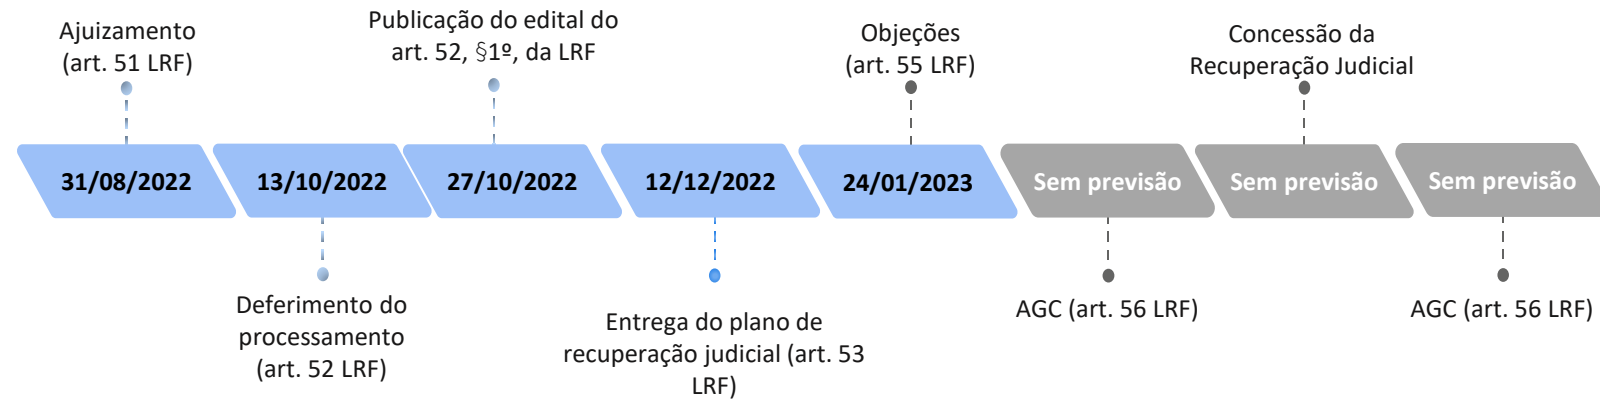 Ajuizamento
(art. 51 LRF)
Publicação do edital do
art. 52, §1º, da LRF
Objeções
(art. 55 LRF)
Concessão da
Recuperação Judicial
31/08/2022
13/10/2022
27/10/2022
12/12/2022
24/01/2023
Sem previsão
Sem previsão
Sem previsão
Deferimento do
processamento
(art. 52 LRF)
Entrega do plano de
recuperação judicial (art. 53
LRF)
AGC (art. 56 LRF)
AGC (art. 56 LRF)